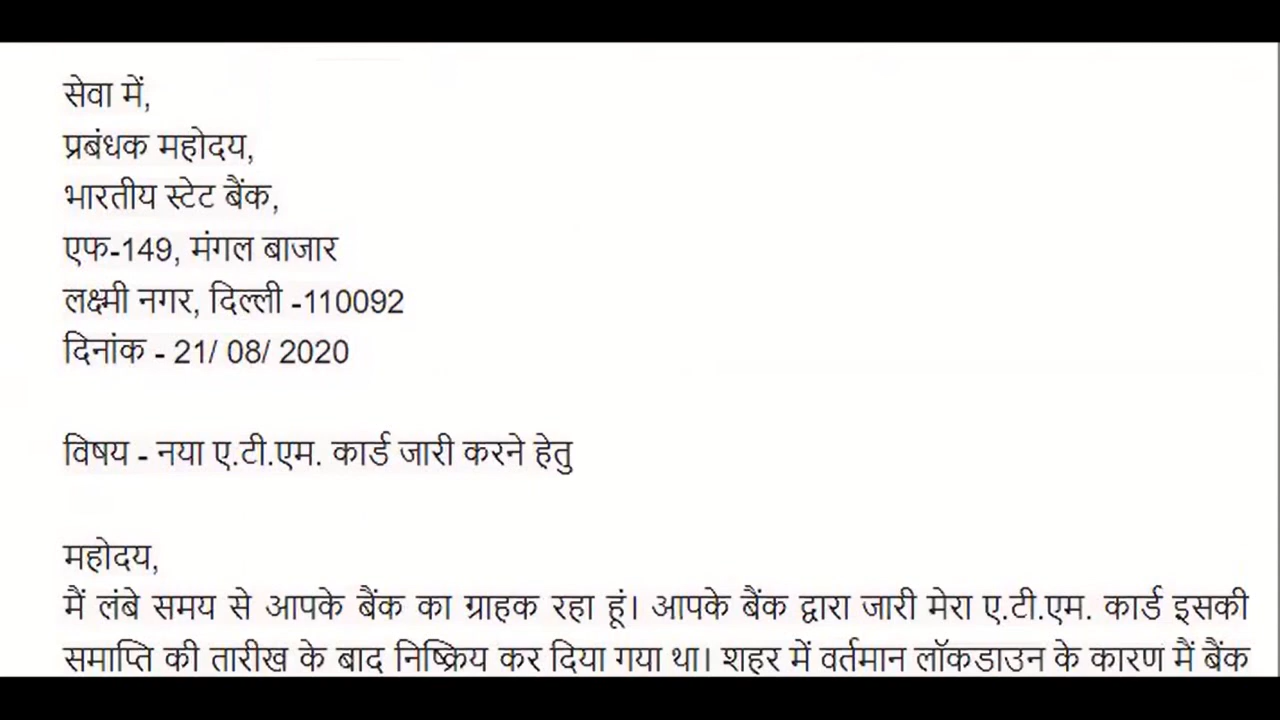 सेवा में,
प्रबंधक महोदय,
भारतीय स्टेट बैंक,
एफ-149, मंगल बाजार
लक्ष्मी नगर, दिल्ली -110092
दिनांक - 21/ 08/ 2020
विषय - नया ए.टी.एम. कार्ड जारी करने हेतु
महोदय,
मैं लंबे समय से आपके बैंक का ग्राहक रहा हूं। आपके बैंक द्वारा जारी मेरा ए.टी.एम. कार्ड इसकी
समाप्ति की तारीख के बाद निष्क्रिय कर दिया गया था। शहर में वर्तमान लॉकडाउन के कारण मैं बैंक